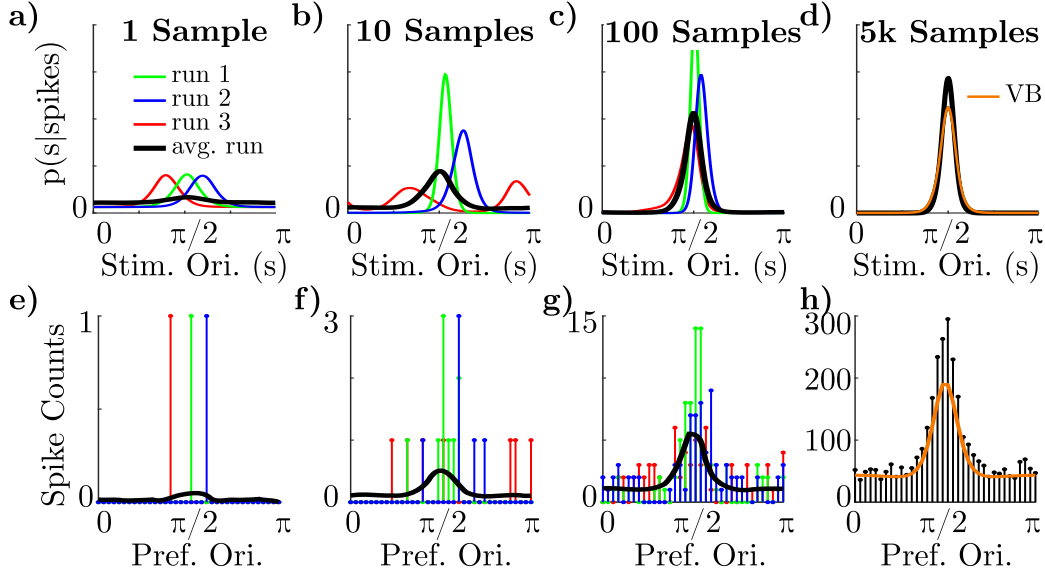 a) 1 Sample
b) 10 Samples
c) 100 Samples
d) 5k Samples
p(s|spikes)
run 1
run 2
run 3
avg. run
VB
0 0 0 0
0 π/2 π
0 π/2 π
0 π/2 π
0 π/2 π
Stim. Ori. (s)
Stim. Ori. (s)
Stim. Ori. (s)
Stim. Ori. (s)
e)
f)
g)
h)
Spike Counts
1
0
3
0
15
0
300
200
100
0
0 π/2 π
0 π/2 π
0 π/2 π
0 π/2 π
Pref. Ori.
Pref. Ori.
Pref. Ori.
Pref. Ori.